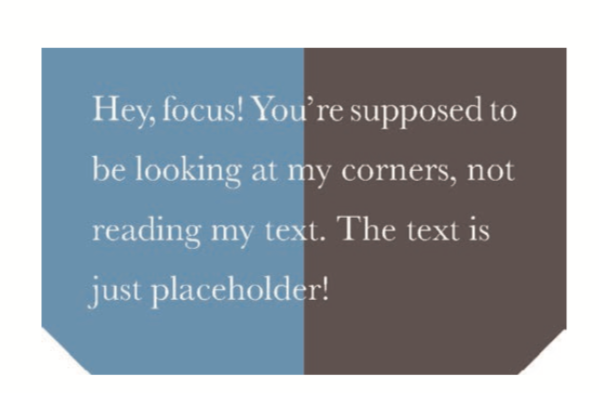 Hey, focus! You’re supposed to
be looking at my corners, not
reading my text. The text is
just placeholder!